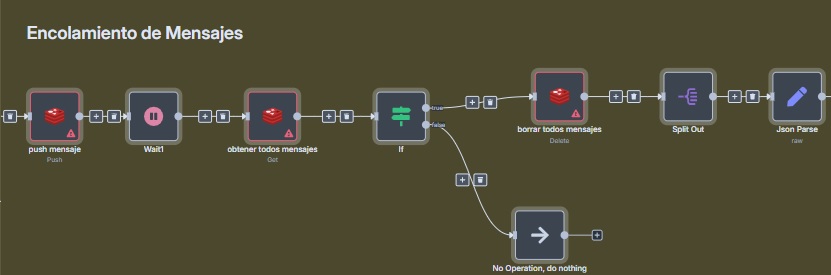 Encolamiento de Mensajes
push mensaje
Push
Wait1
obtener todos mensajes
Get
If
true
false
borrar todos mensajes
Delete
Split Out
Json Parse
raw
No Operation, do nothing